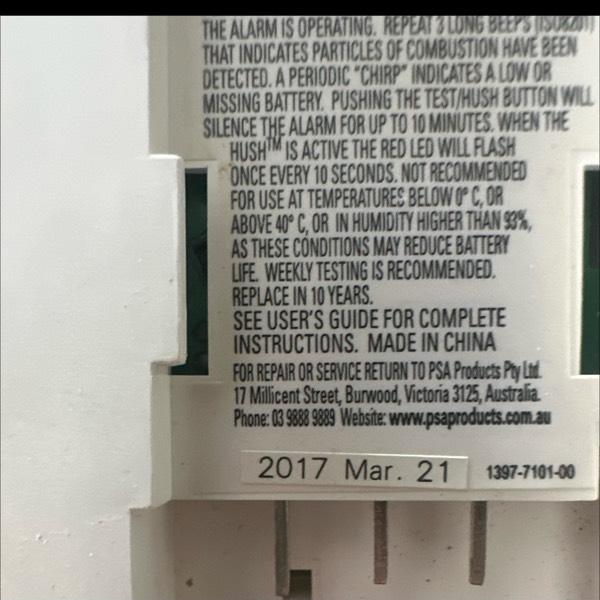 THE ALARM IS OPERATING. REPEAT 3 LONG BEEPS (ISO8201)
THAT INDICATES PARTICLES OF COMBUSTION HAVE BEEN
DETECTED. A PERIODIC “CHIRP” INDICATES A LOW OR
MISSING BATTERY. PUSHING THE TEST/HUSH BUTTON WILL
SILENCE THE ALARM FOR UP TO 10 MINUTES. WHEN THE
HUSH™ IS ACTIVE THE RED LED WILL FLASH
ONCE EVERY 10 SECONDS. NOT RECOMMENDED
FOR USE AT TEMPERATURES BELOW 0° C, OR
ABOVE 40° C, OR IN HUMIDITY HIGHER THAN 93%,
AS THESE CONDITIONS MAY REDUCE BATTERY
LIFE. WEEKLY TESTING IS RECOMMENDED.
REPLACE IN 10 YEARS.
SEE USER'S GUIDE FOR COMPLETE
INSTRUCTIONS. MADE IN CHINA
FOR REPAIR OR SERVICE RETURN TO PSA Products Pty Ltd.
17 Millicent Street, Burwood, Victoria 3125, Australia.
Phone: 03 9888 9889 Website: www.psaproducts.com.au
2017 Mar. 21 1397-7101-00